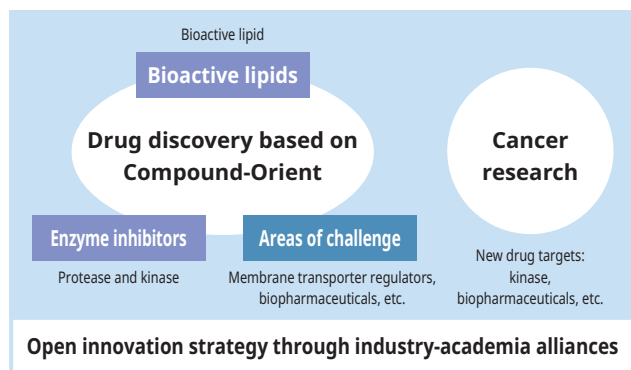 Bioactive lipid
Bioactive lipids
Drug discovery based on
Compound-Orient
Cancer
research
Enzyme inhibitors
Protease and kinase
Areas of challenge
Membrane transporter regulators,
biopharmaceuticals, etc.
New drug targets:
kinase,
biopharmaceuticals, etc.
Open innovation strategy through industry-academia alliances